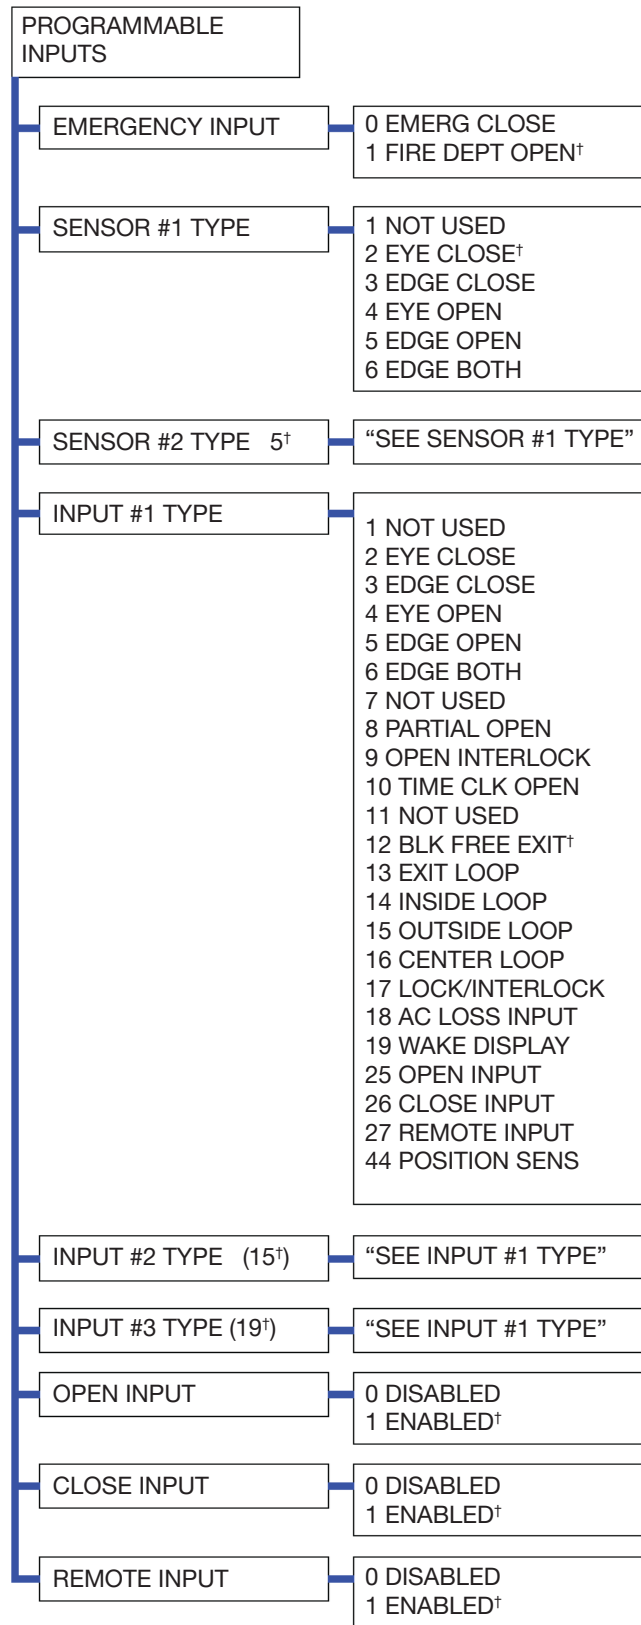 PROGRAMMABLE
INPUTS
EMERGENCY INPUT
0 EMERG CLOSE
1 FIRE DEPT OPEN†
SENSOR #1 TYPE
1 NOT USED
2 EYE CLOSE†
3 EDGE CLOSE
4 EYE OPEN
5 EDGE OPEN
6 EDGE BOTH
SENSOR #2 TYPE 5†
“SEE SENSOR #1 TYPE”
INPUT #1 TYPE
1 NOT USED
2 EYE CLOSE
3 EDGE CLOSE
4 EYE OPEN
5 EDGE OPEN
6 EDGE BOTH
7 NOT USED
8 PARTIAL OPEN
9 OPEN INTERLOCK
10 TIME CLK OPEN
11 NOT USED
12 BLK FREE EXIT†
13 EXIT LOOP
14 INSIDE LOOP
15 OUTSIDE LOOP
16 CENTER LOOP
17 LOCK/INTERLOCK
18 AC LOSS INPUT
19 WAKE DISPLAY
25 OPEN INPUT
26 CLOSE INPUT
27 REMOTE INPUT
44 POSITION SENS
INPUT #2 TYPE (15†)
“SEE INPUT #1 TYPE”
INPUT #3 TYPE (19†)
“SEE INPUT #1 TYPE”
OPEN INPUT
0 DISABLED
1 ENABLED†
CLOSE INPUT
0 DISABLED
1 ENABLED†
REMOTE INPUT
0 DISABLED
1 ENABLED†